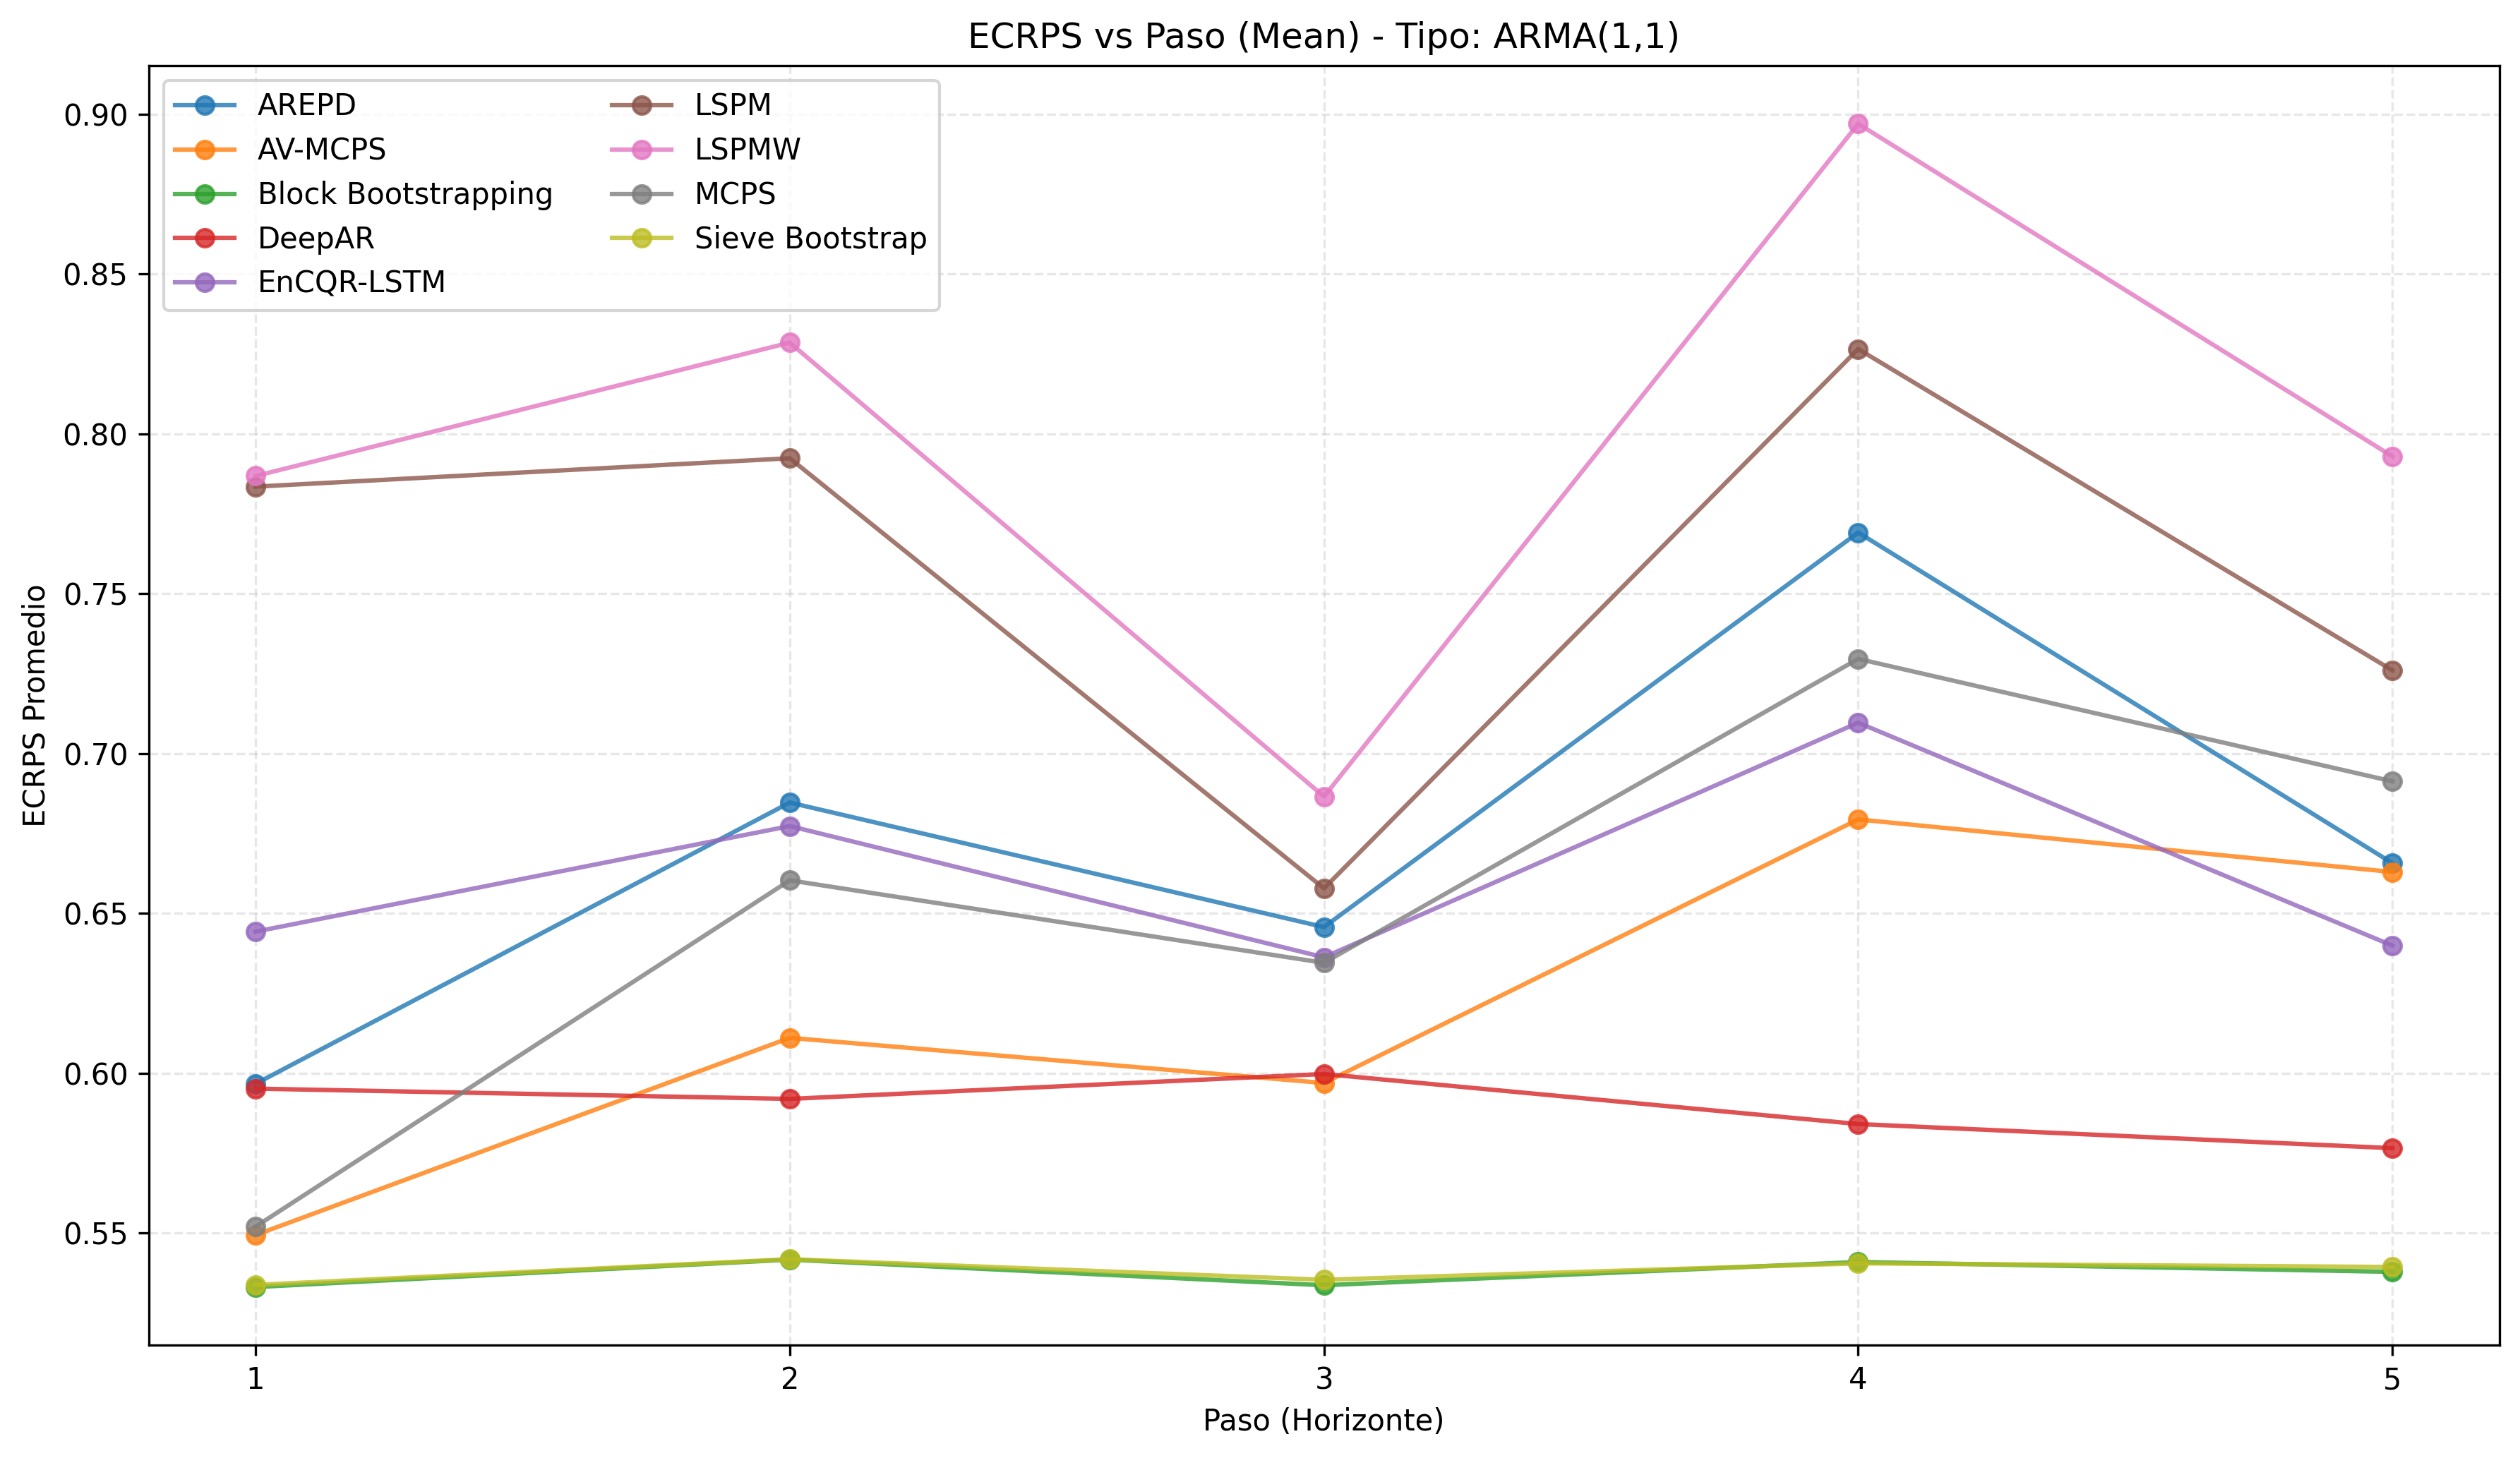 ECRPS vs Paso (Mean) - Tipo: ARMA(1,1)
AREPD
AV-MCPS
Block Bootstrapping
DeepAR
EnCQR-LSTM
LSPM
LSPMW
MCPS
Sieve Bootstrap
ECRPS Promedio
0.90
0.85
0.80
0.75
0.70
0.65
0.60
0.55
1 2 3 4 5
Paso (Horizonte)